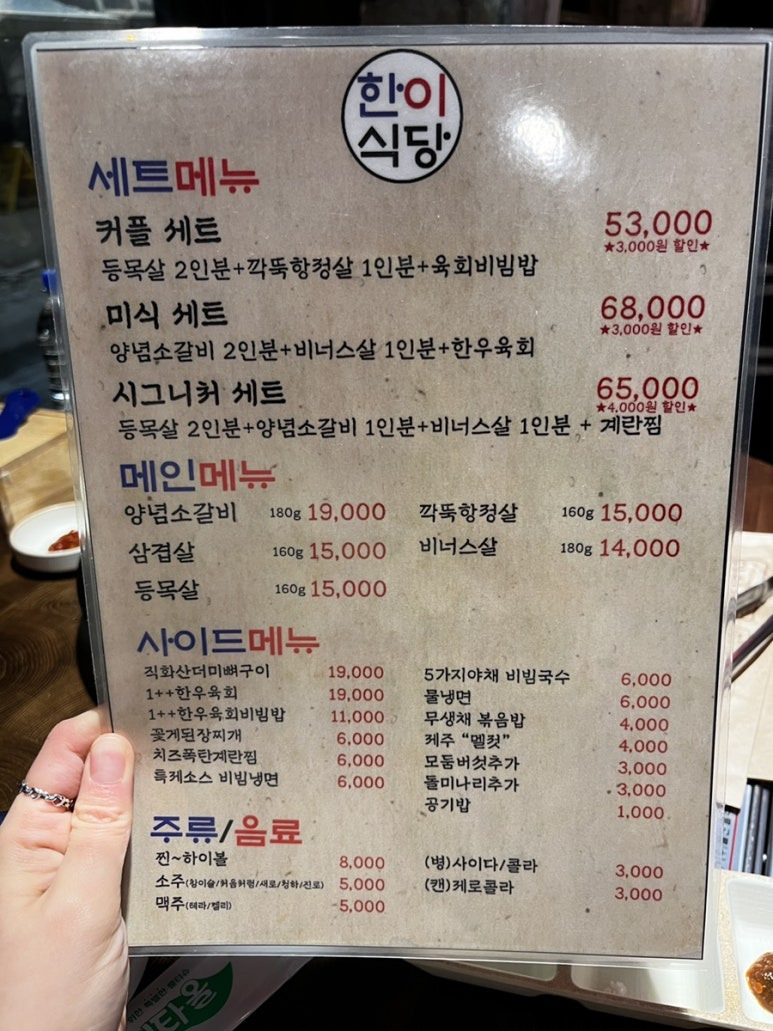 한이
식당
세트메뉴
커플 세트 53,000
★3,000원 할인★
등목살 2인분+깍뚝항정살 1인분+육회비빔밥
미식 세트 68,000
★3,000원 할인★
양념소갈비 2인분+비너스살 1인분+한우육회
시그니처 세트 65,000
★4,000원 할인★
등목살 2인분+양념소갈비 1인분+비너스살 1인분 + 계란찜
메인메뉴
양념소갈비 180g 19,000
삼겹살 160g 15,000
등목살 160g 15,000
깍뚝항정살 160g 15,000
비너스살 180g 14,000
사이드메뉴
직화산더미뼈구이 19,000
1++한우육회 19,000
1++한우육회비빔밥 11,000
꽃게된장찌개 6,000
치즈폭탄계란찜 6,000
특제소스 비빔냉면 6,000
5가지야채 비빔국수 6,000
물냉면 6,000
무생채 볶음밥 4,000
제주 “멜젓” 4,000
모둠버섯추가 3,000
돌미나리추가 3,000
공기밥 1,000
주류/음료
찐~하이볼 8,000
소주(참이슬/처음처럼/새로/청하/진로) 5,000
맥주(테라/켈리) 5,000
(병)사이다/콜라 3,000
(캔)제로콜라 3,000
타올